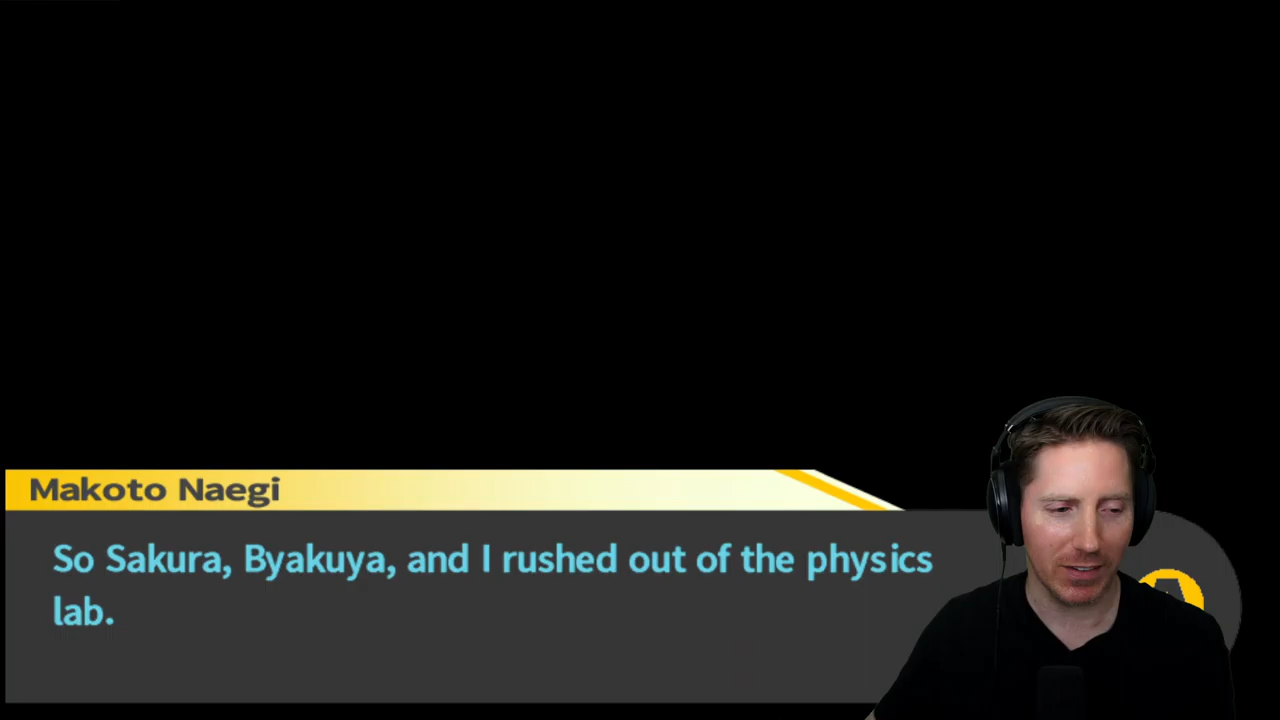 Makoto Naegi
So Sakura, Byakuya, and I rushed out of the physics
lab.